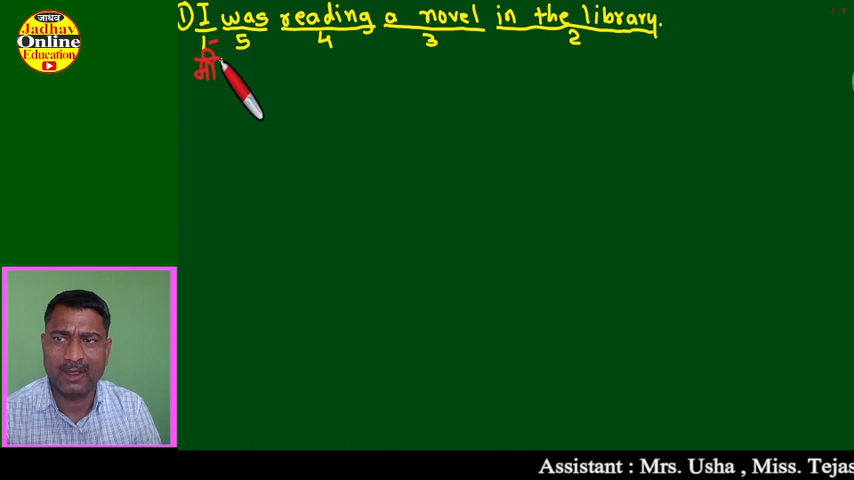 जाधव
Jadhav
Online
Education
1) I was reading a novel in the library.
1 5 4 3 2
मी
Assistant : Mrs. Usha , Miss. Tejas